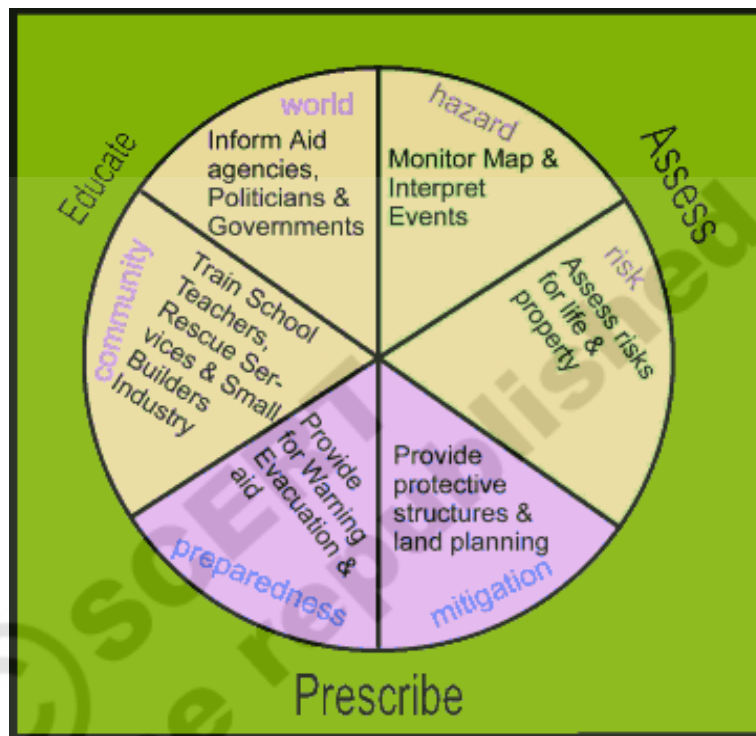 Educate
Assess
Prescribe
world
Inform Aid
agencies,
Politicians &
Governments
hazard
Monitor Map &
Interpret
Events
risk
Assess risks
for life &
property
mitigation
Provide
protective
structures &
land planning
preparedness
Provide
for Warning
Evacuation &
aid
community
Train School
Teachers,
Rescue Ser-
vices & Small
Builders
Industry
© SCERT
republished